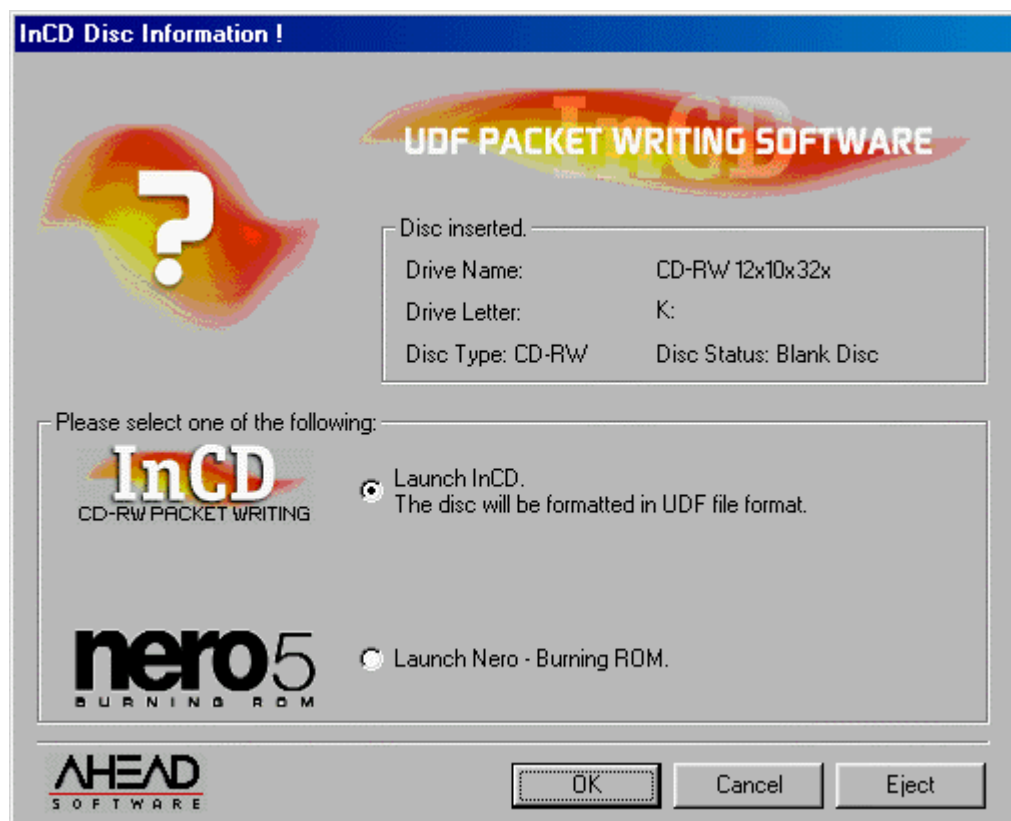 InCD Disc Information !
?
InCD
UDF PACKET WRITING SOFTWARE
Disc inserted.
Drive Name: CD-RW 12x10x32x
Drive Letter: K:
Disc Type: CD-RW Disc Status: Blank Disc
Please select one of the following:
InCD
CD-RW PACKET WRITING
Launch InCD.
The disc will be formatted in UDF file format.
nero5
BURNING ROM
Launch Nero - Burning ROM.
AHEAD
SOFTWARE
OK Cancel Eject